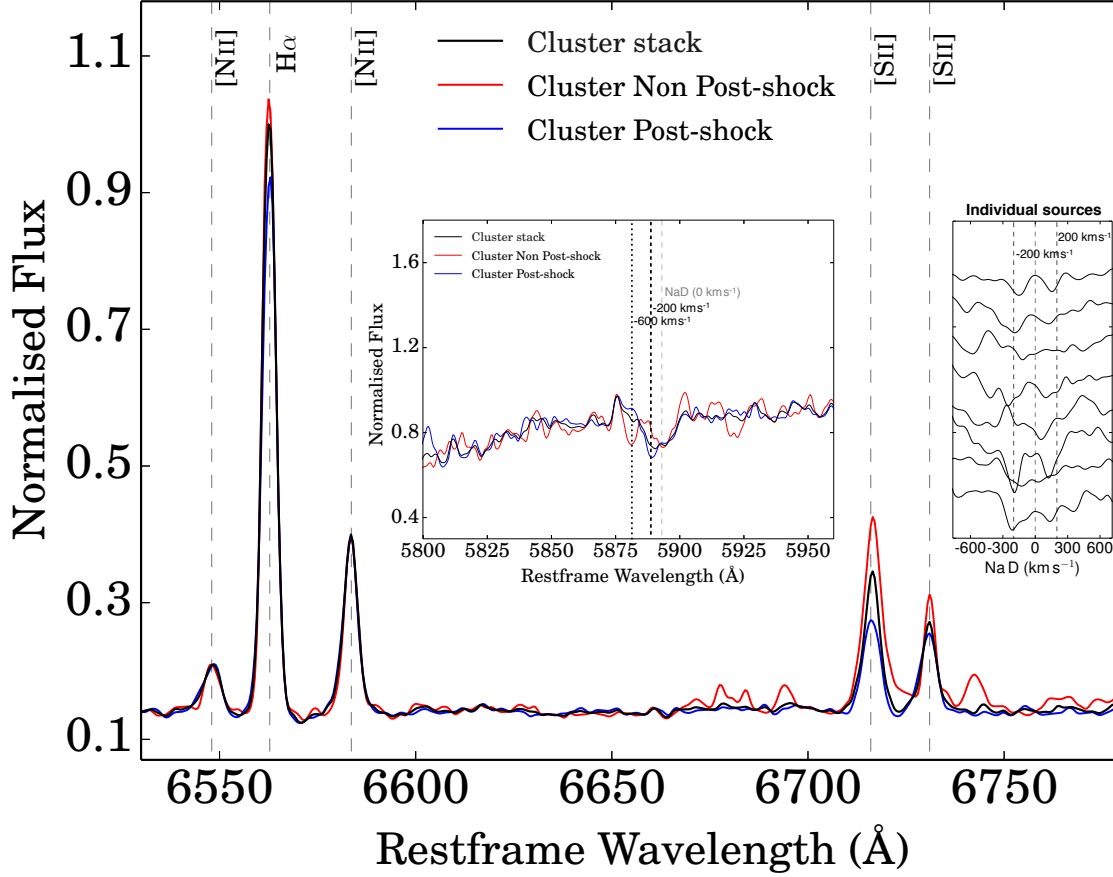 [NII]
Hα
[NII]
[SII]
[SII]
Cluster stack
Cluster Non Post-shock
Cluster Post-shock
1.1
0.9
0.7
0.5
0.3
0.1
Normalised Flux
6550
6600
6650
6700
6750
Restframe Wavelength (Å)
Cluster stack
Cluster Non Post-shock
Cluster Post-shock
NaD (0 kms⁻¹)
-200 kms⁻¹
-600 kms⁻¹
1.6
1.2
0.8
0.4
Normalised Flux
5800
5825
5850
5875
5900
5925
5950
Restframe Wavelength (Å)
Individual sources
200 kms⁻¹
-200 kms⁻¹
-600
-300
0
300
600
Na D (km s⁻¹)